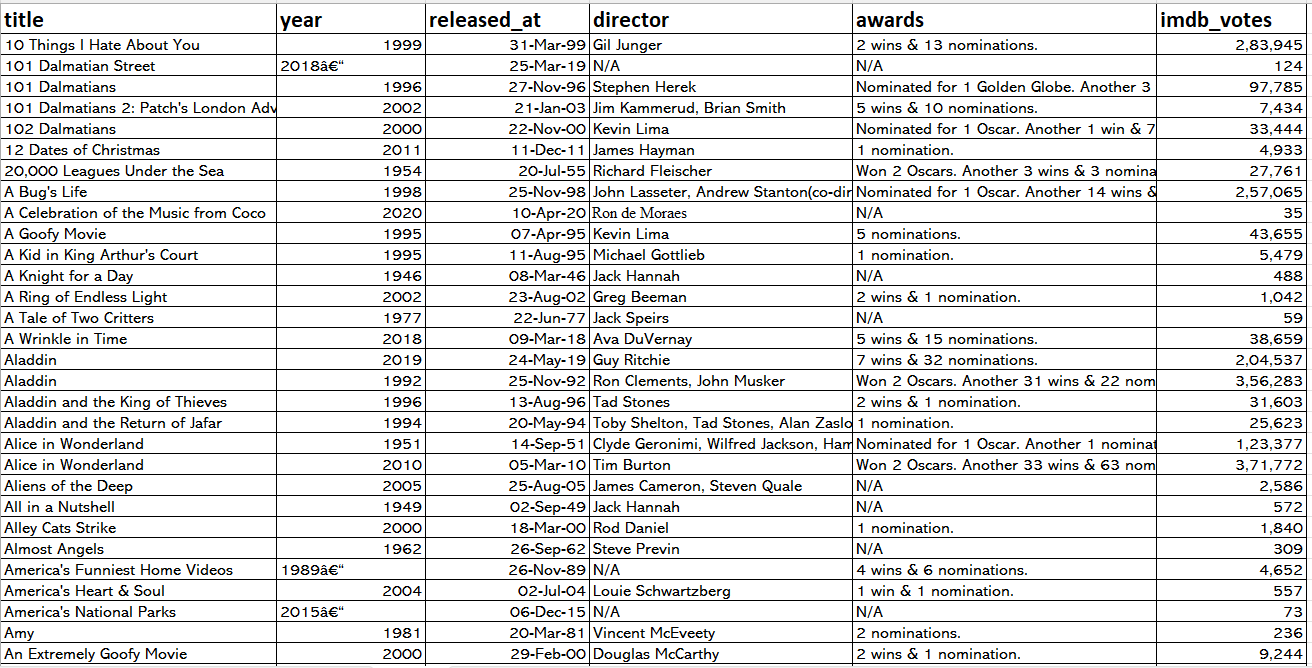 title year released_at director awards imdb_votes
10 Things I Hate About You 1999 31-Mar-99 Gil Junger 2 wins & 13 nominations. 2,83,945
101 Dalmatian Street 2018â€“ 25-Mar-19 N/A N/A 124
101 Dalmatians 1996 27-Nov-96 Stephen Herek Nominated for 1 Golden Globe. Another 3 97,785
101 Dalmatians 2: Patch's London Adv 2002 21-Jan-03 Jim Kammerud, Brian Smith 5 wins & 10 nominations. 7,434
102 Dalmatians 2000 22-Nov-00 Kevin Lima Nominated for 1 Oscar. Another 1 win & 7 33,444
12 Dates of Christmas 2011 11-Dec-11 James Hayman 1 nomination. 4,933
20,000 Leagues Under the Sea 1954 20-Jul-55 Richard Fleischer Won 2 Oscars. Another 3 wins & 3 nomina 27,761
A Bug's Life 1998 25-Nov-98 John Lasseter, Andrew Stanton(co-dir Nominated for 1 Oscar. Another 14 wins & 2,57,065
A Celebration of the Music from Coco 2020 10-Apr-20 Ron de Moraes N/A 35
A Goofy Movie 1995 07-Apr-95 Kevin Lima 5 nominations. 43,655
A Kid in King Arthur's Court 1995 11-Aug-95 Michael Gottlieb 1 nomination. 5,479
A Knight for a Day 1946 08-Mar-46 Jack Hannah N/A 488
A Ring of Endless Light 2002 23-Aug-02 Greg Beeman 2 wins & 1 nomination. 1,042
A Tale of Two Critters 1977 22-Jun-77 Jack Speirs N/A 59
A Wrinkle in Time 2018 09-Mar-18 Ava DuVernay 5 wins & 15 nominations. 38,659
Aladdin 2019 24-May-19 Guy Ritchie 7 wins & 32 nominations. 2,04,537
Aladdin 1992 25-Nov-92 Ron Clements, John Musker Won 2 Oscars. Another 31 wins & 22 nom 3,56,283
Aladdin and the King of Thieves 1996 13-Aug-96 Tad Stones 2 wins & 1 nomination. 31,603
Aladdin and the Return of Jafar 1994 20-May-94 Toby Shelton, Tad Stones, Alan Zaslo 1 nomination. 25,623
Alice in Wonderland 1951 14-Sep-51 Clyde Geronimi, Wilfred Jackson, Ham Nominated for 1 Oscar. Another 1 nominat 1,23,377
Alice in Wonderland 2010 05-Mar-10 Tim Burton Won 2 Oscars. Another 33 wins & 63 nom 3,71,772
Aliens of the Deep 2005 25-Aug-05 James Cameron, Steven Quale N/A 2,586
All in a Nutshell 1949 02-Sep-49 Jack Hannah N/A 572
Alley Cats Strike 2000 18-Mar-00 Rod Daniel 1 nomination. 1,840
Almost Angels 1962 26-Sep-62 Steve Previn N/A 309
America's Funniest Home Videos 1989â€“ 26-Nov-89 N/A 4 wins & 6 nominations. 4,652
America's Heart & Soul 2004 02-Jul-04 Louie Schwartzberg 1 win & 1 nomination. 557
America's National Parks 2015â€“ 06-Dec-15 N/A N/A 73
Amy 1981 20-Mar-81 Vincent McEveety 2 nominations. 236
An Extremely Goofy Movie 2000 29-Feb-00 Douglas McCarthy 2 wins & 1 nomination. 9,244